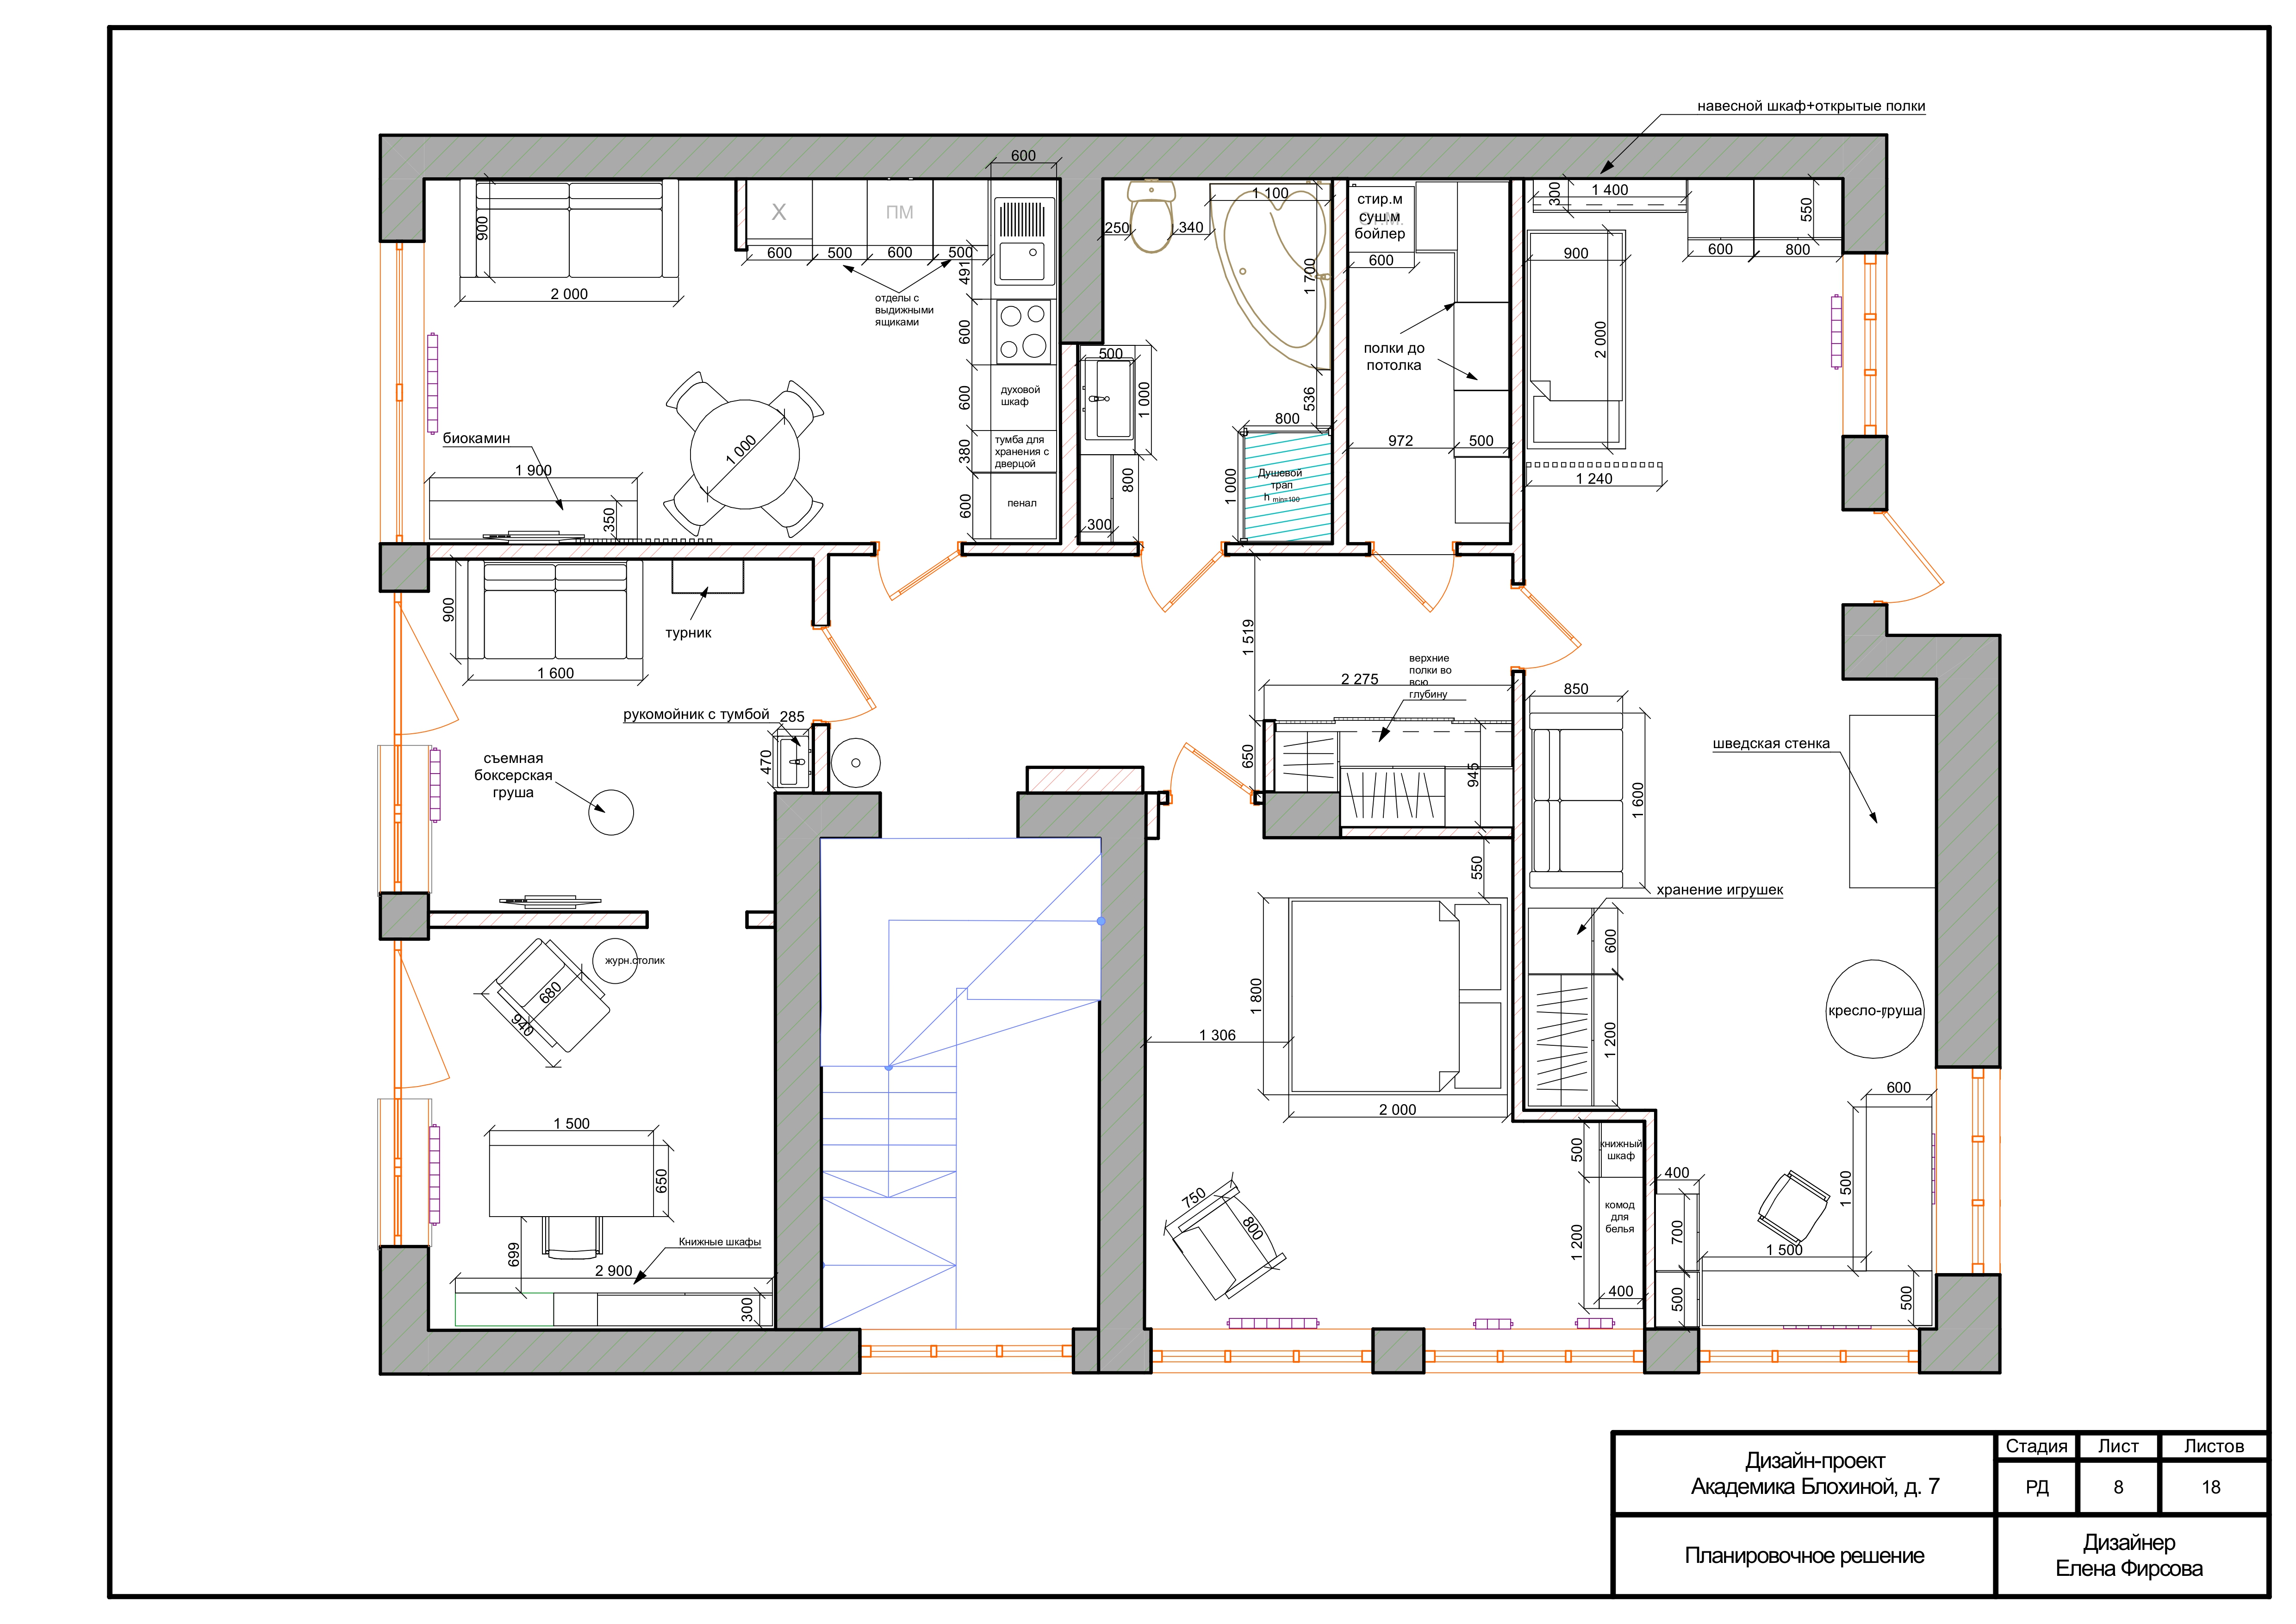 навесной шкаф+открытые полки
600
900
2 000
Х
ПМ
600
500
600
500
491
отделы с
выдижными
ящиками
600
600
380
600
духовой
шкаф
тумба для
хранения с
дверцой
пенал
1 000
биокамин
1 900
350
250
340
1 100
1 700
536
500
1 000
800
300
800
1 000
Душевой
трап
h min=100
стир.м
суш.м
бойлер
600
полки до
потолка
972
500
300
1 400
550
600
800
900
2 000
1 240
900
1 600
турник
рукомойник с тумбой
285
470
съемная
боксерская
груша
1 519
650
2 275
верхние
полки во
всю
глубину
945
550
850
1 600
шведская стенка
хранение игрушек
600
1 200
кресло-груша
журн.столик
680
940
1 500
650
699
Книжные шкафы
2 900
300
1 800
1 306
2 000
750
800
500
книжный
шкаф
1 200
комод
для
белья
400
400
700
500
600
1 500
1 500
500
Дизайн-проект
Академика Блохиной, д. 7
Стадия
Лист
Листов
РД
8
18
Планировочное решение
Дизайнер
Елена Фирсова